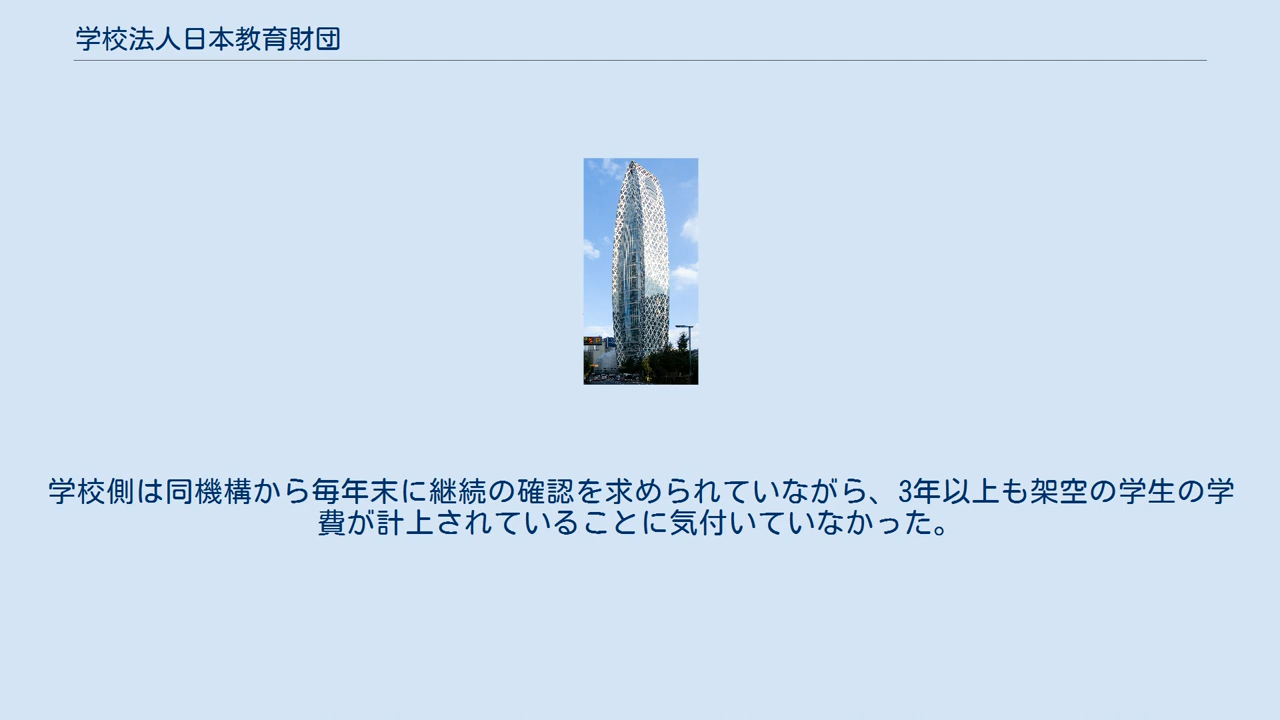 学校法人日本教育財団
学校側は同機構から毎年末に継続の確認を求められていながら、3年以上も架空の学生の学
費が計上されていることに気付いていなかった。